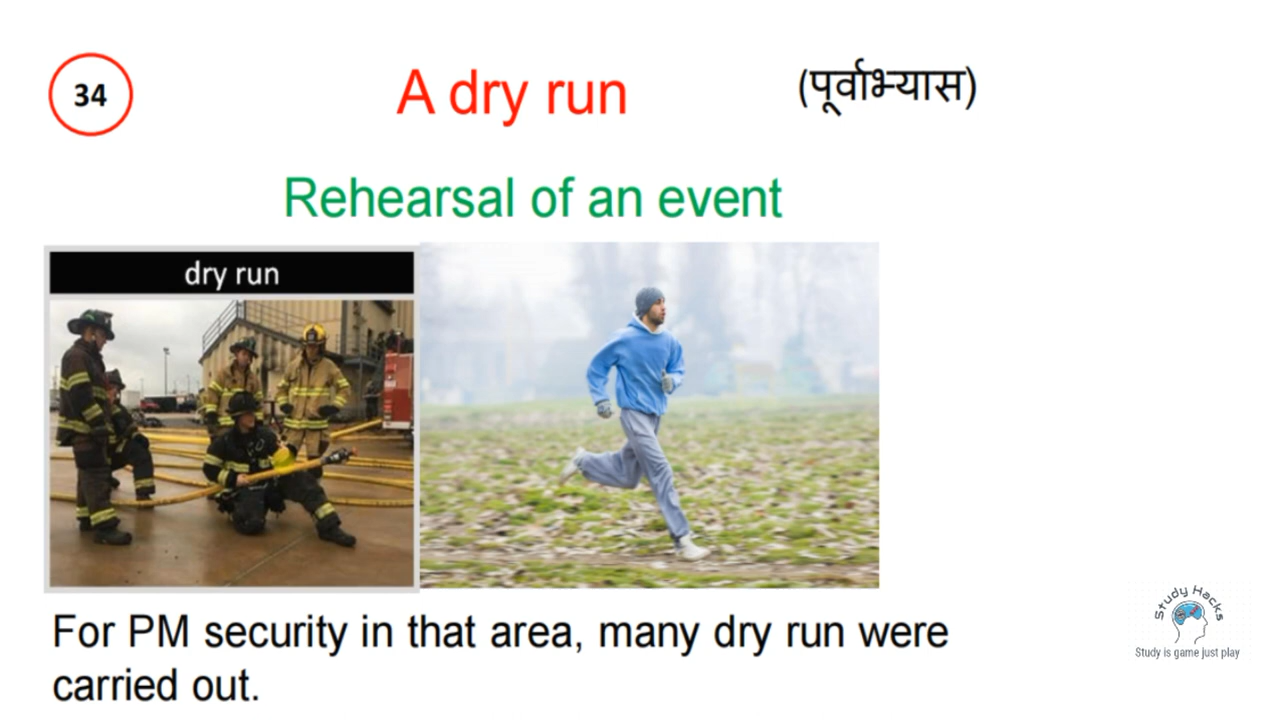 34
A dry run
(पूर्वाभ्यास)
Rehearsal of an event
dry run
For PM security in that area, many dry run were
carried out.
Study Hacks
Study is game just play